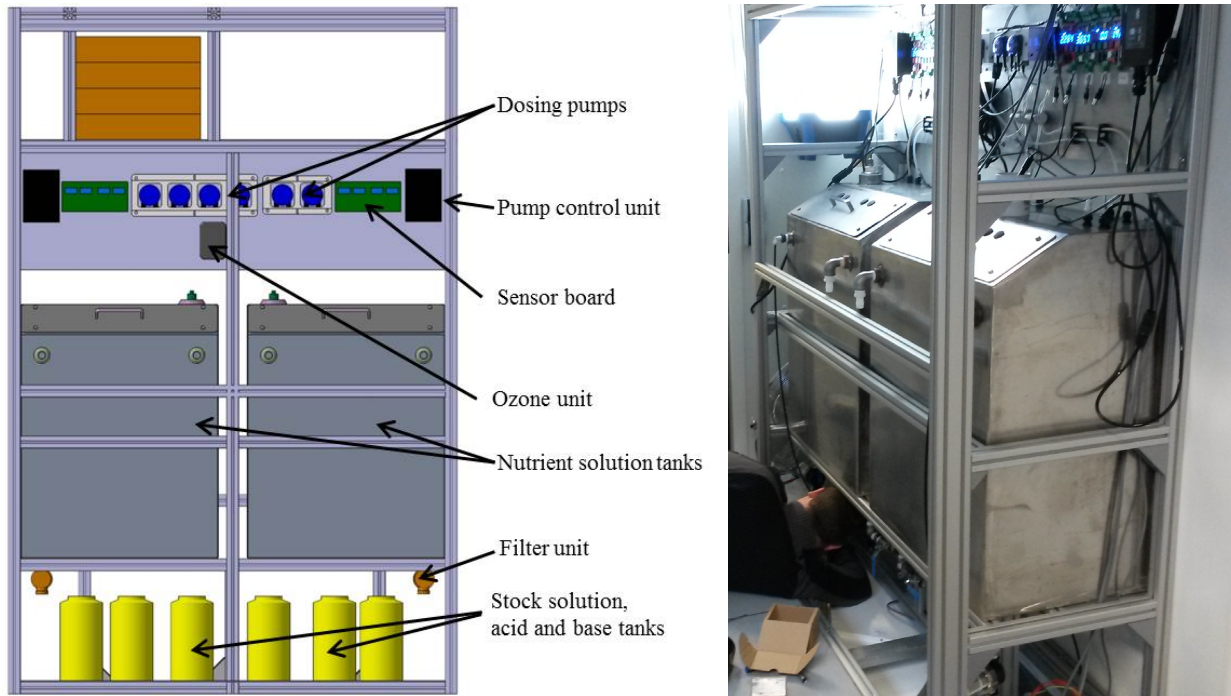 Dosing pumps
Pump control unit
Sensor board
Ozone unit
Nutrient solution tanks
Filter unit
Stock solution,
acid and base tanks